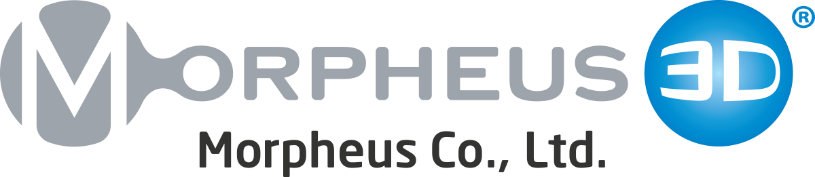 MORPHEUS 3D ®
Morpheus Co., Ltd.